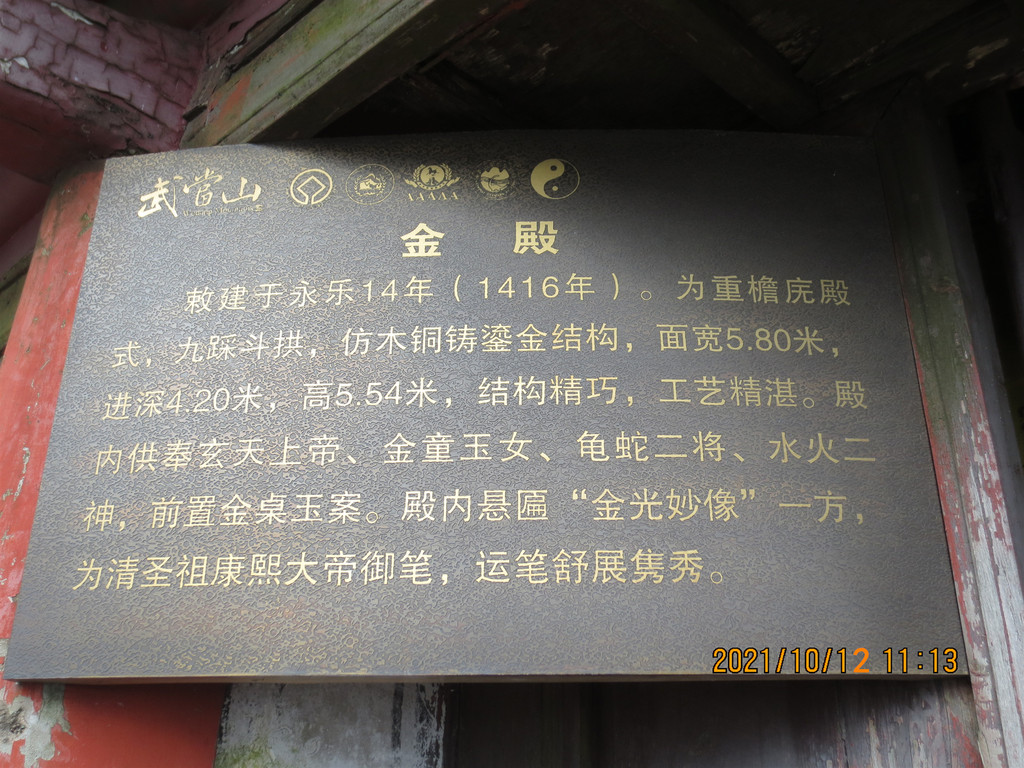 武當山
AAAAA
金 殿
敕建于永乐14年（1416年）。为重檐庑殿
式，九踩斗拱，仿木铜铸鎏金结构，面宽5.80米，
进深4.20米，高5.54米，结构精巧，工艺精湛。殿
内供奉玄天上帝、金童玉女、龟蛇二将、水火二
神，前置金桌玉案。殿内悬匾“金光妙像”一方，
为清圣祖康熙大帝御笔，运笔舒展隽秀。
2021/10/12 11:13